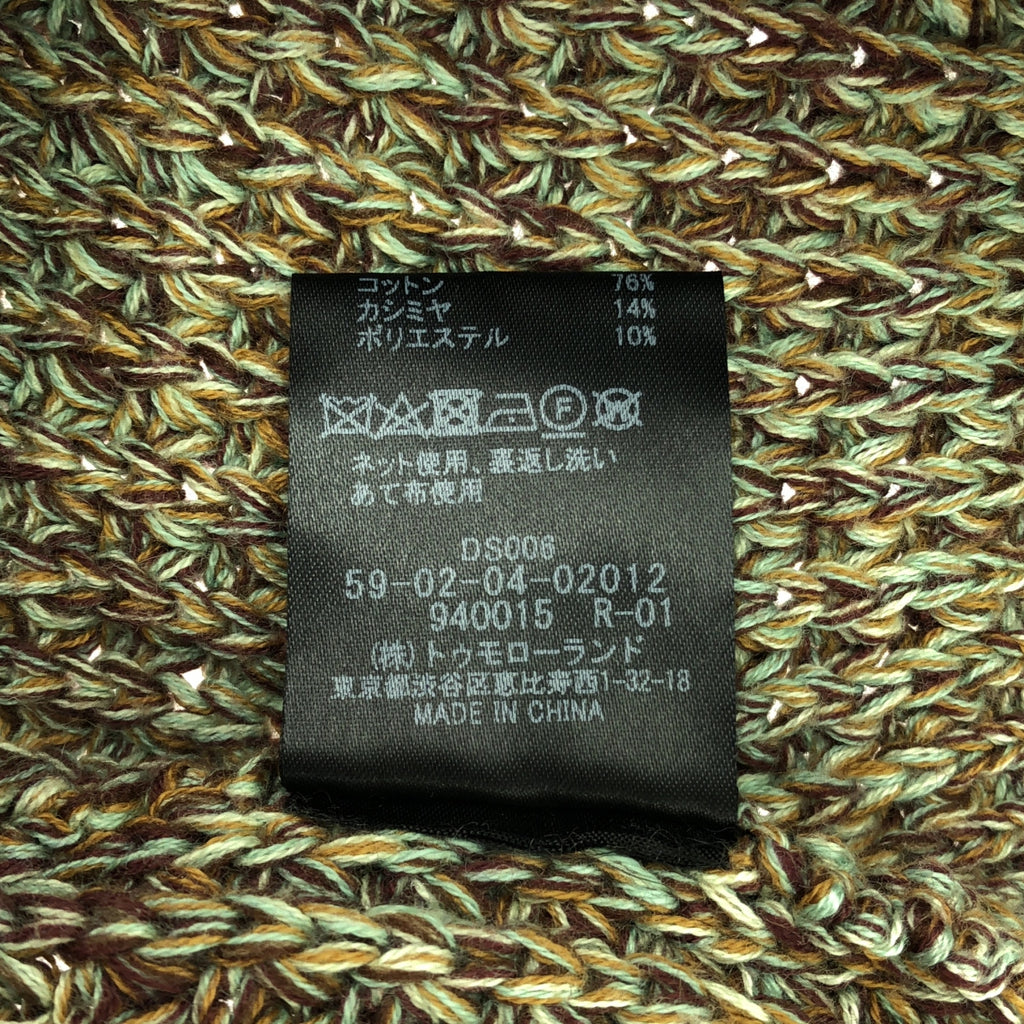 コットン 76%
カシミヤ 14%
ポリエステル 10%
F
W
ネット使用、裏返し洗い
あて布使用
DS006
59-02-04-02012
940015 R-01
(株)トゥモローランド
東京都渋谷区恵比寿西1-32-18
MADE IN CHINA